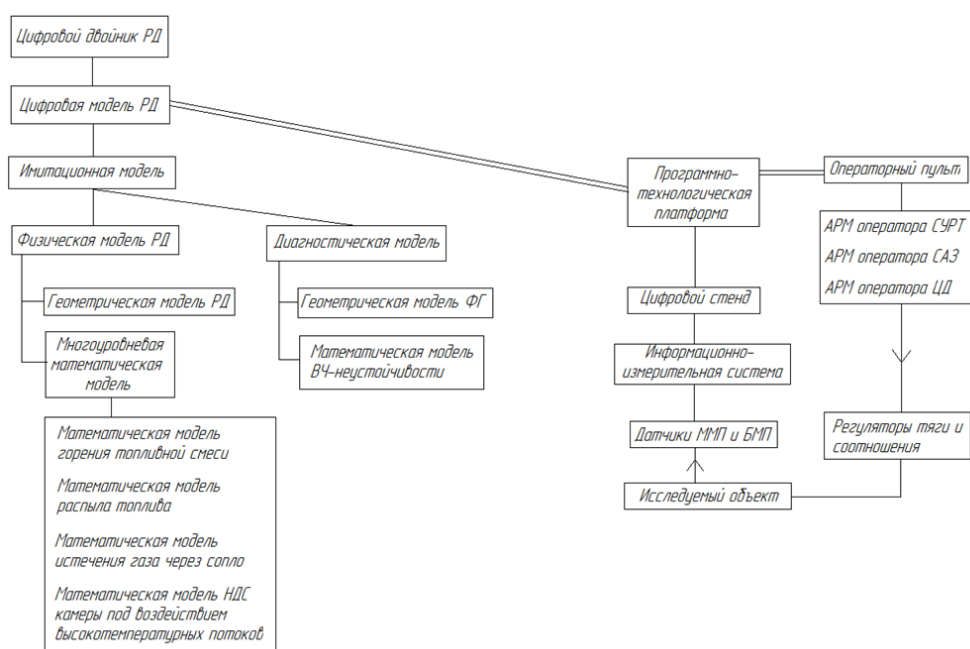 Цифровой двойник РД
Цифровая модель РД
Имитационная модель
Физическая модель РД
Геометрическая модель РД
Многоуровневая
математическая
модель
Математическая модель
горения топливной смеси
Математическая модель
распыла топлива
Математическая модель
истечения газа через сопло
Математическая модель НДС
камеры под воздействием
высокотемпературных потоков
Диагностическая модель
Геометрическая модель ФГ
Математическая модель
ВЧ-неустойчивости
Программно-
технологическая
платформа
Цифровой стенд
Информационно-
измерительная система
Датчики ММП и БМП
Исследуемый объект
Операторный пульт
АРМ оператора СУРТ
АРМ оператора САЗ
АРМ оператора ЦД
Регуляторы тяги и
соотношения